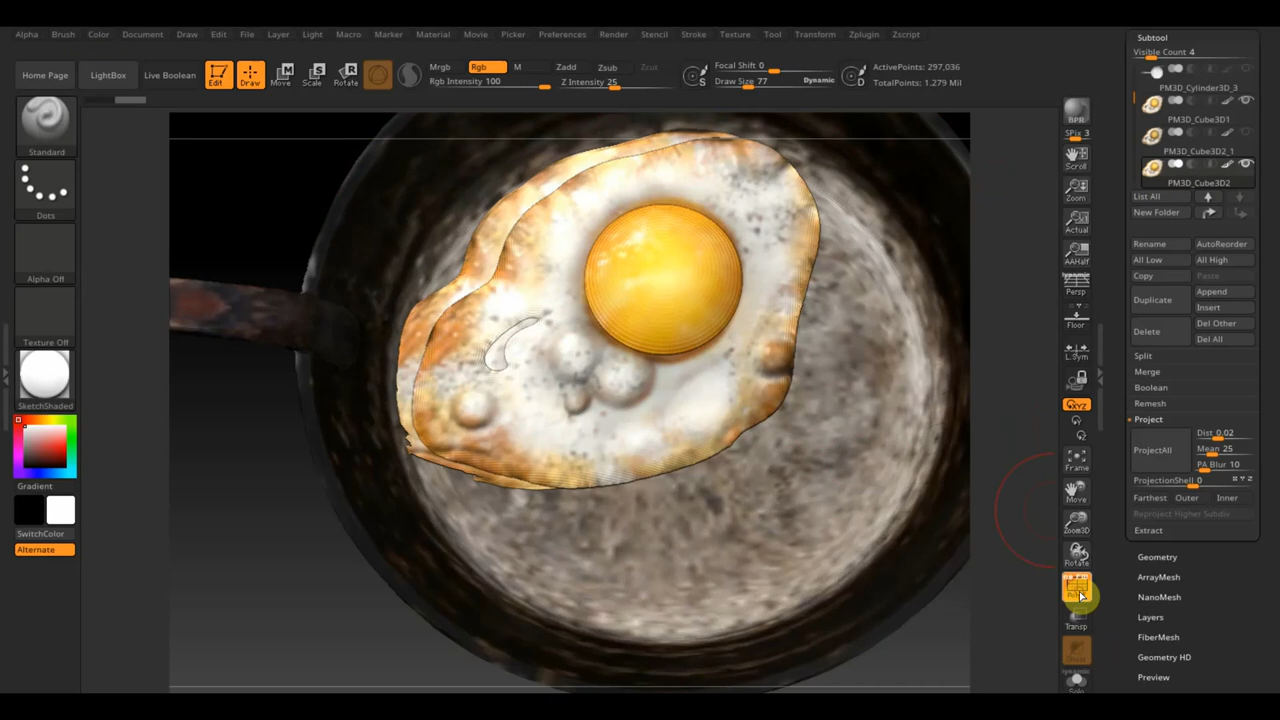 Alpha Brush Color Document Draw Edit File Layer Light Macro Marker Material Movie Picker Preferences Render Stencil Stroke Texture Tool Transform Zplugin Zscript
Home Page LightBox Live Boolean Edit Draw Move Scale Rotate
Mrgb Rgb M Zadd Zsub Zcut
Rgb Intensity 100 Z Intensity 25
Focal Shift 0
Draw Size 77 Dynamic
ActivePoints: 297,036
TotalPoints: 1.279 Mil
Standard
Dots
Alpha Off
Texture Off
SketchShaded
Gradient
SwitchColor
Alternate
BPR
SPix 3
Scroll
Zoom
Actual
AAHalf
Dynamic
Persp
Floor
L.Sym
XYZ
Frame
Move
Zoom3D
Rotate
Transp
Dynamic
Solo
Subtool
Visible Count 4
PM3D_Cylinder3D_3
PM3D_Cube3D1
PM3D_Cube3D2_1
PM3D_Cube3D2
List All
New Folder
Rename AutoReorder
All Low All High
Copy Paste
Duplicate Append
Insert
Delete Del Other
Del All
Split
Merge
Boolean
Remesh
Project
ProjectAll Dist 0.02
Mean 25
PA Blur 10
ProjectionShell 0
Farthest Outer Inner
Reproject Higher Subdiv
Extract
Geometry
ArrayMesh
NanoMesh
Layers
FiberMesh
Geometry HD
Preview